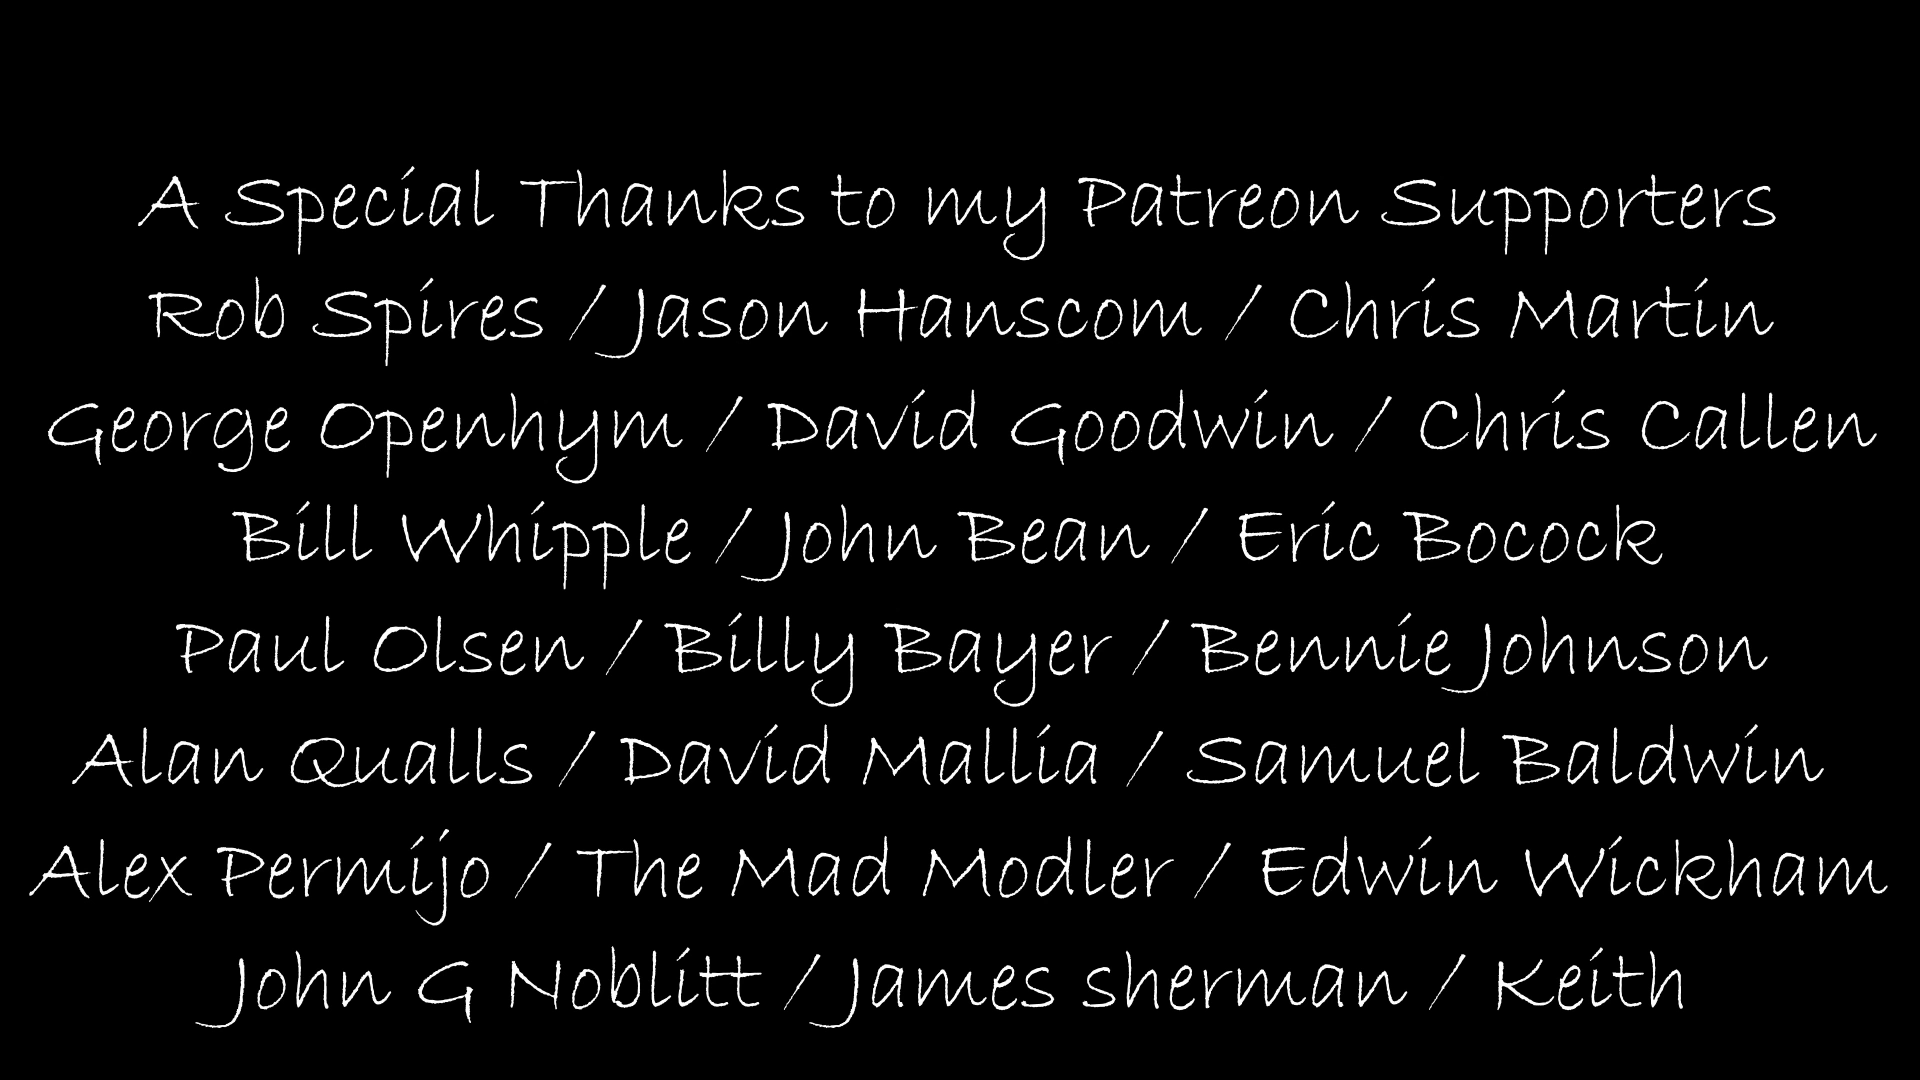 A Special Thanks to my Patreon Supporters
Rob Spires / Jason Hanscom / Chris Martin
George Openhym / David Goodwin / Chris Callen
Bill Whipple / John Bean / Eric Bocock
Paul Olsen / Billy Bayer / Bennie Johnson
Alan Qualls / David Mallia / Samuel Baldwin
Alex Permijo / The Mad Modler / Edwin Wickham
John G Noblitt / James sherman / Keith